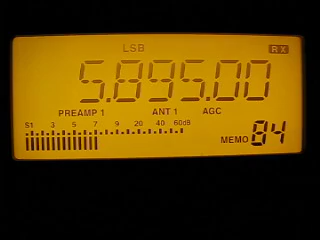 LSB RX
5.895.00
PREAMP 1 ANT 1 AGC
S1 3 5 7 9 20 40 60dB
MEMO 84